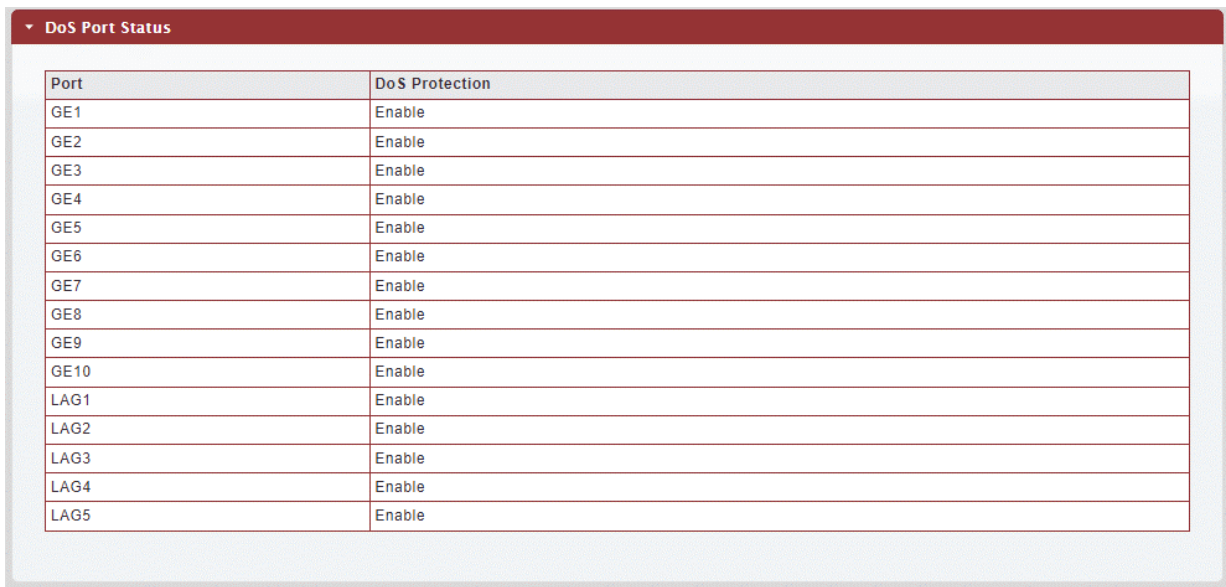 DoS Port Status
Port DoS Protection
GE1 Enable
GE2 Enable
GE3 Enable
GE4 Enable
GE5 Enable
GE6 Enable
GE7 Enable
GE8 Enable
GE9 Enable
GE10 Enable
LAG1 Enable
LAG2 Enable
LAG3 Enable
LAG4 Enable
LAG5 Enable